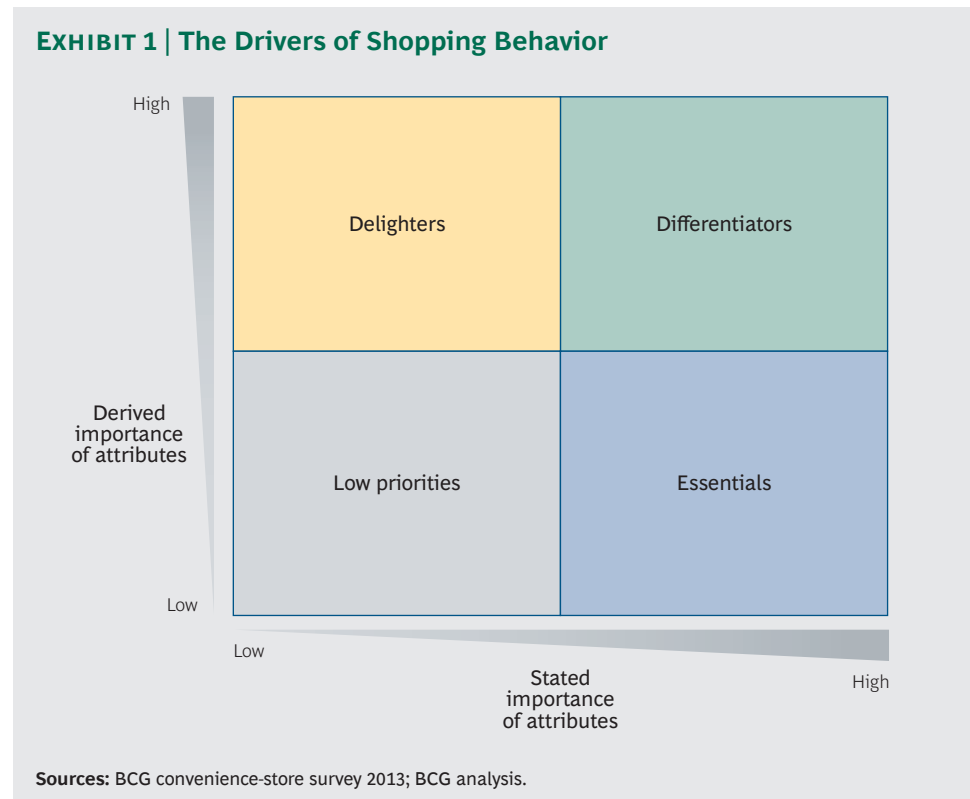 EXHIBIT 1 | The Drivers of Shopping Behavior
High
Delighters
Differentiators
Derived
importance
of attributes
Low priorities
Essentials
Low
Low
High
Stated
importance
of attributes
Sources: BCG convenience-store survey 2013; BCG analysis.